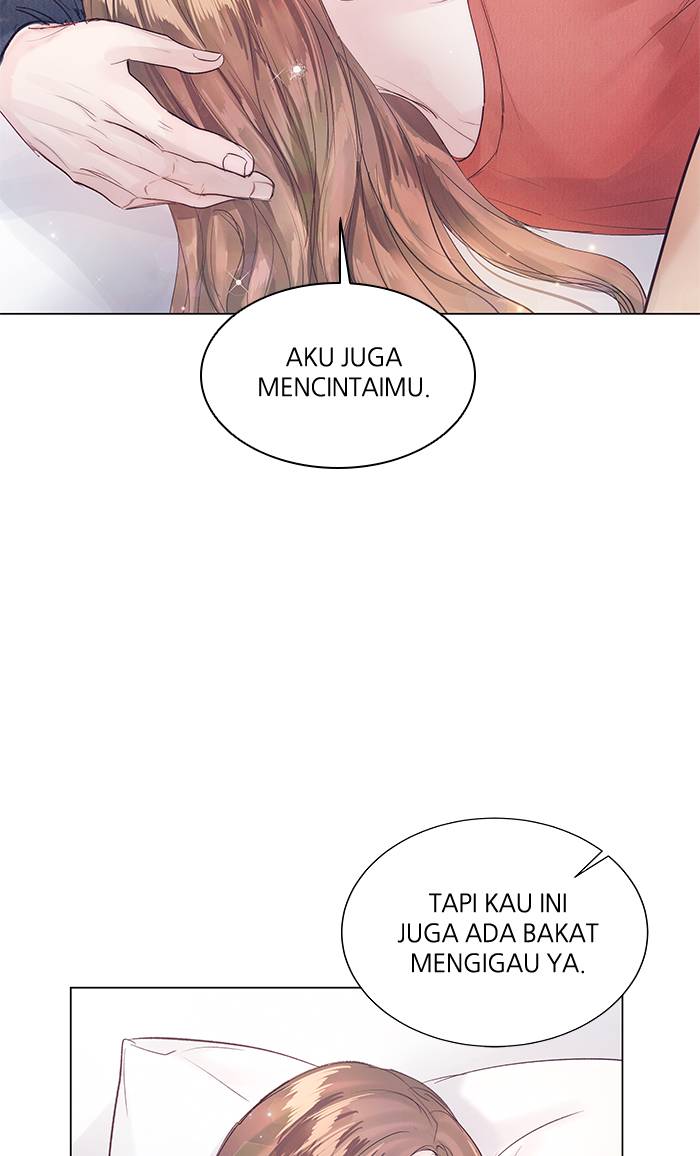 AKU JUGA
MENCINTAIMU.
TAPI KAU INI
JUGA ADA BAKAT
MENGIGAU YA.